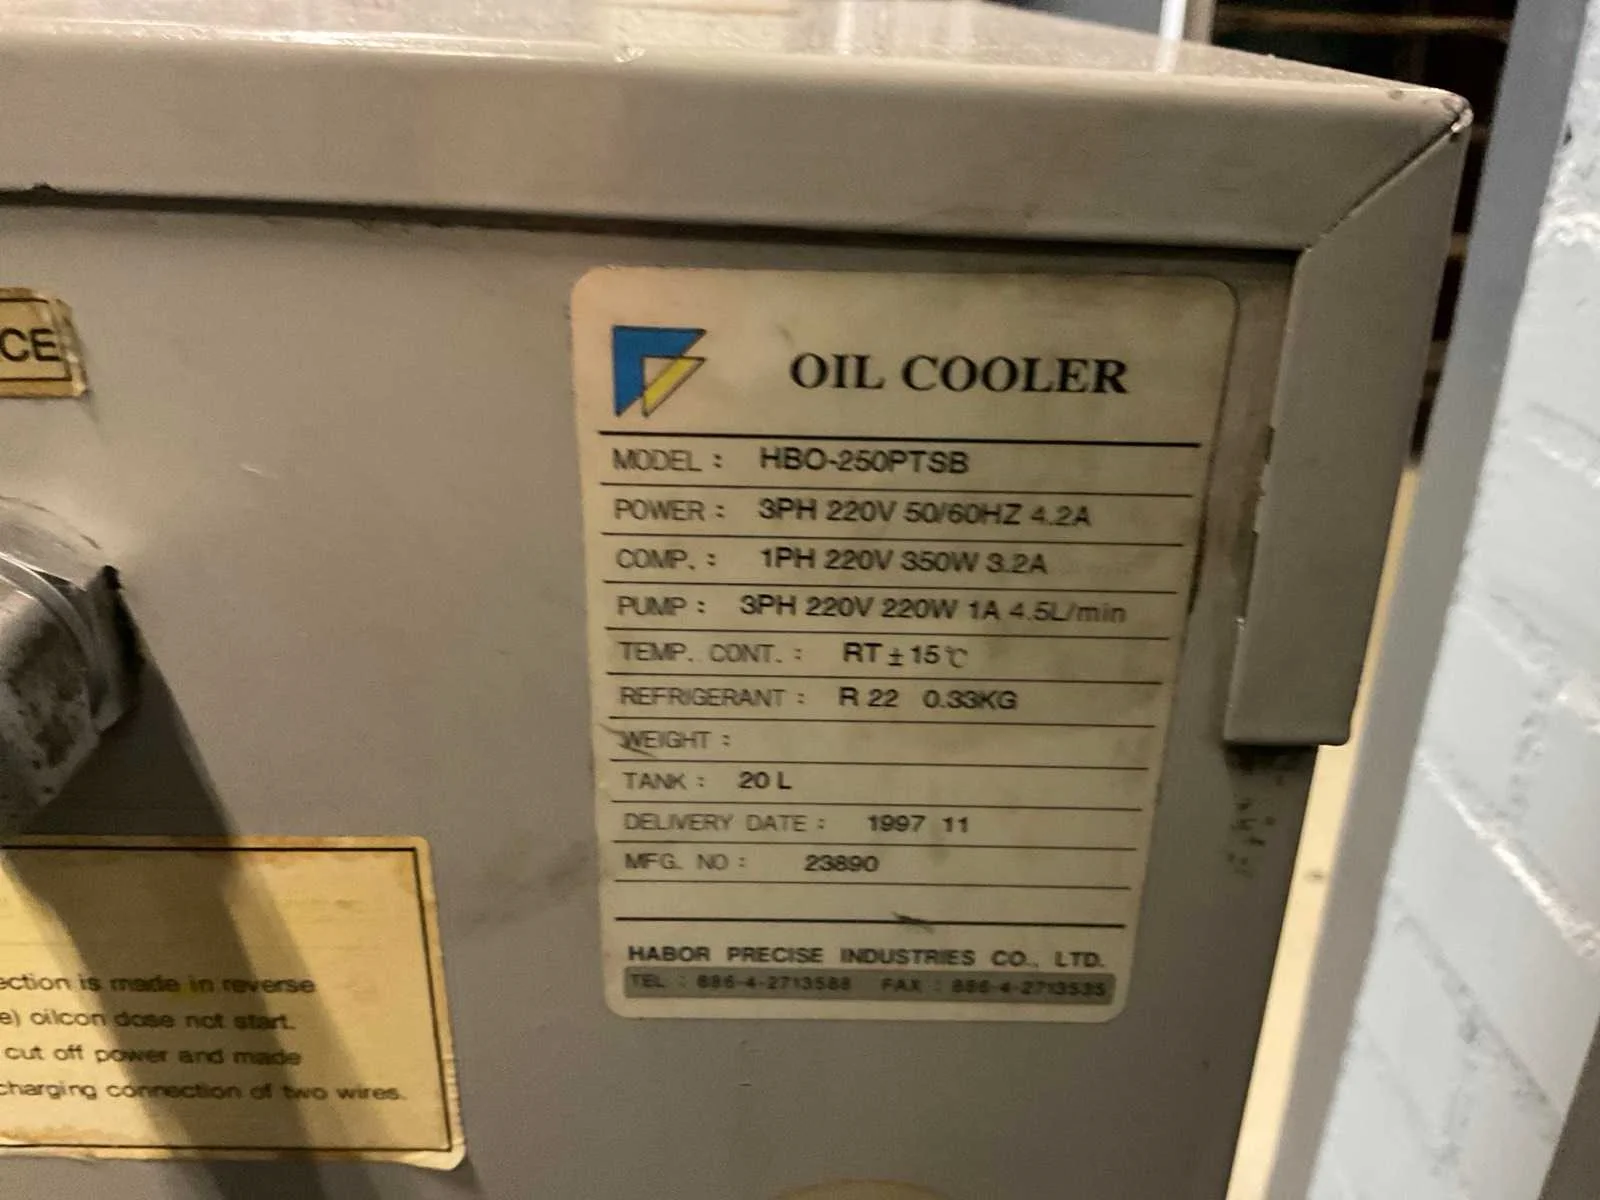 CE
OIL COOLER
MODEL : HBO-250PTSB
POWER : 3PH 220V 50/60HZ 4.2A
COMP. : 1PH 220V 350W 3.2A
PUMP : 3PH 220V 220W 1A 4.5L/min
TEMP. CONT. : RT ± 15℃
REFRIGERANT : R 22 0.33KG
WEIGHT :
TANK : 20 L
DELIVERY DATE : 1997 11
MFG. NO : 23890
HABOR PRECISE INDUSTRIES CO., LTD.
TEL : 886-4-2713588 FAX : 886-4-2713535
ection is made in reverse
e) oilcon dose not start.
cut off power and made
charging connection of two wires.